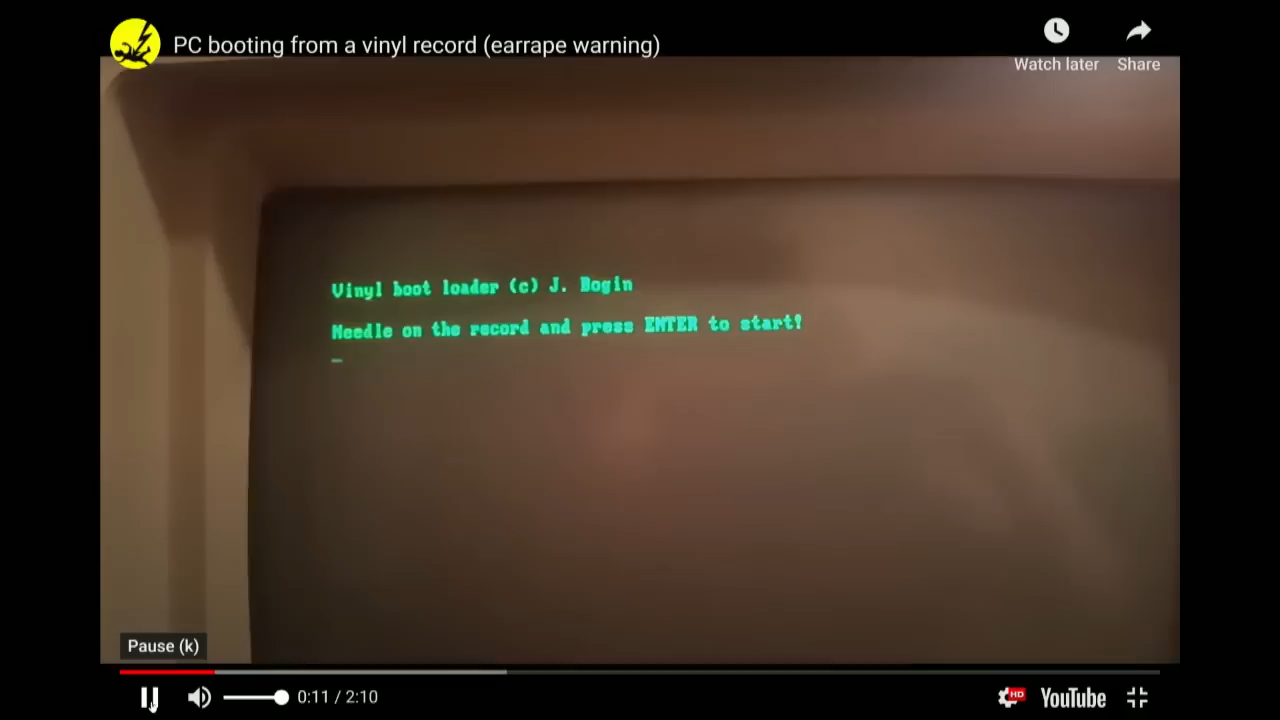 PC booting from a vinyl record (earrape warning)
Watch later
Share
Vinyl boot loader (c) J. Bogin
Needle on the record and press ENTER to start!
Pause (k)
0:11 / 2:10
HD
YouTube